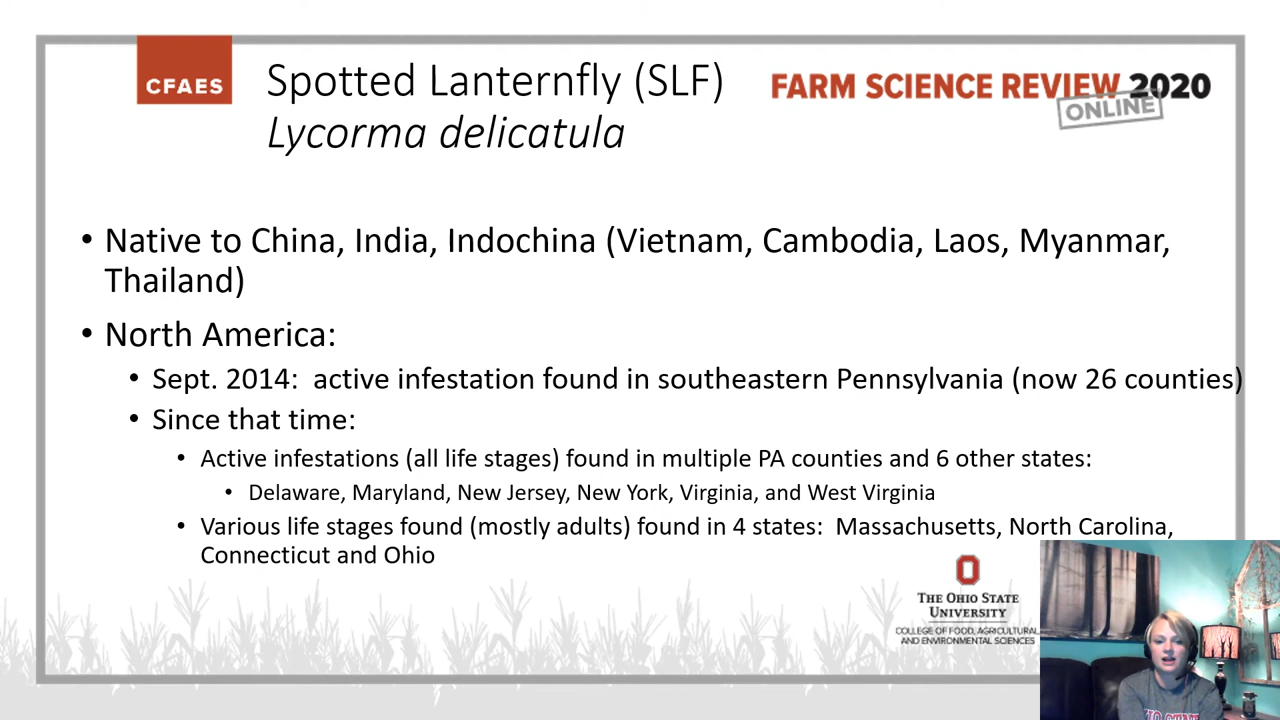 CFAES
Spotted Lanternfly (SLF)
Lycorma delicatula
FARM SCIENCE REVIEW 2020
ONLINE
• Native to China, India, Indochina (Vietnam, Cambodia, Laos, Myanmar,
Thailand)
• North America:
• Sept. 2014: active infestation found in southeastern Pennsylvania (now 26 counties)
• Since that time:
• Active infestations (all life stages) found in multiple PA counties and 6 other states:
• Delaware, Maryland, New Jersey, New York, Virginia, and West Virginia
• Various life stages found (mostly adults) found in 4 states: Massachusetts, North Carolina,
Connecticut and Ohio
THE OHIO STATE
UNIVERSITY
COLLEGE OF FOOD, AGRICULTURAL,
AND ENVIRONMENTAL SCIENCES